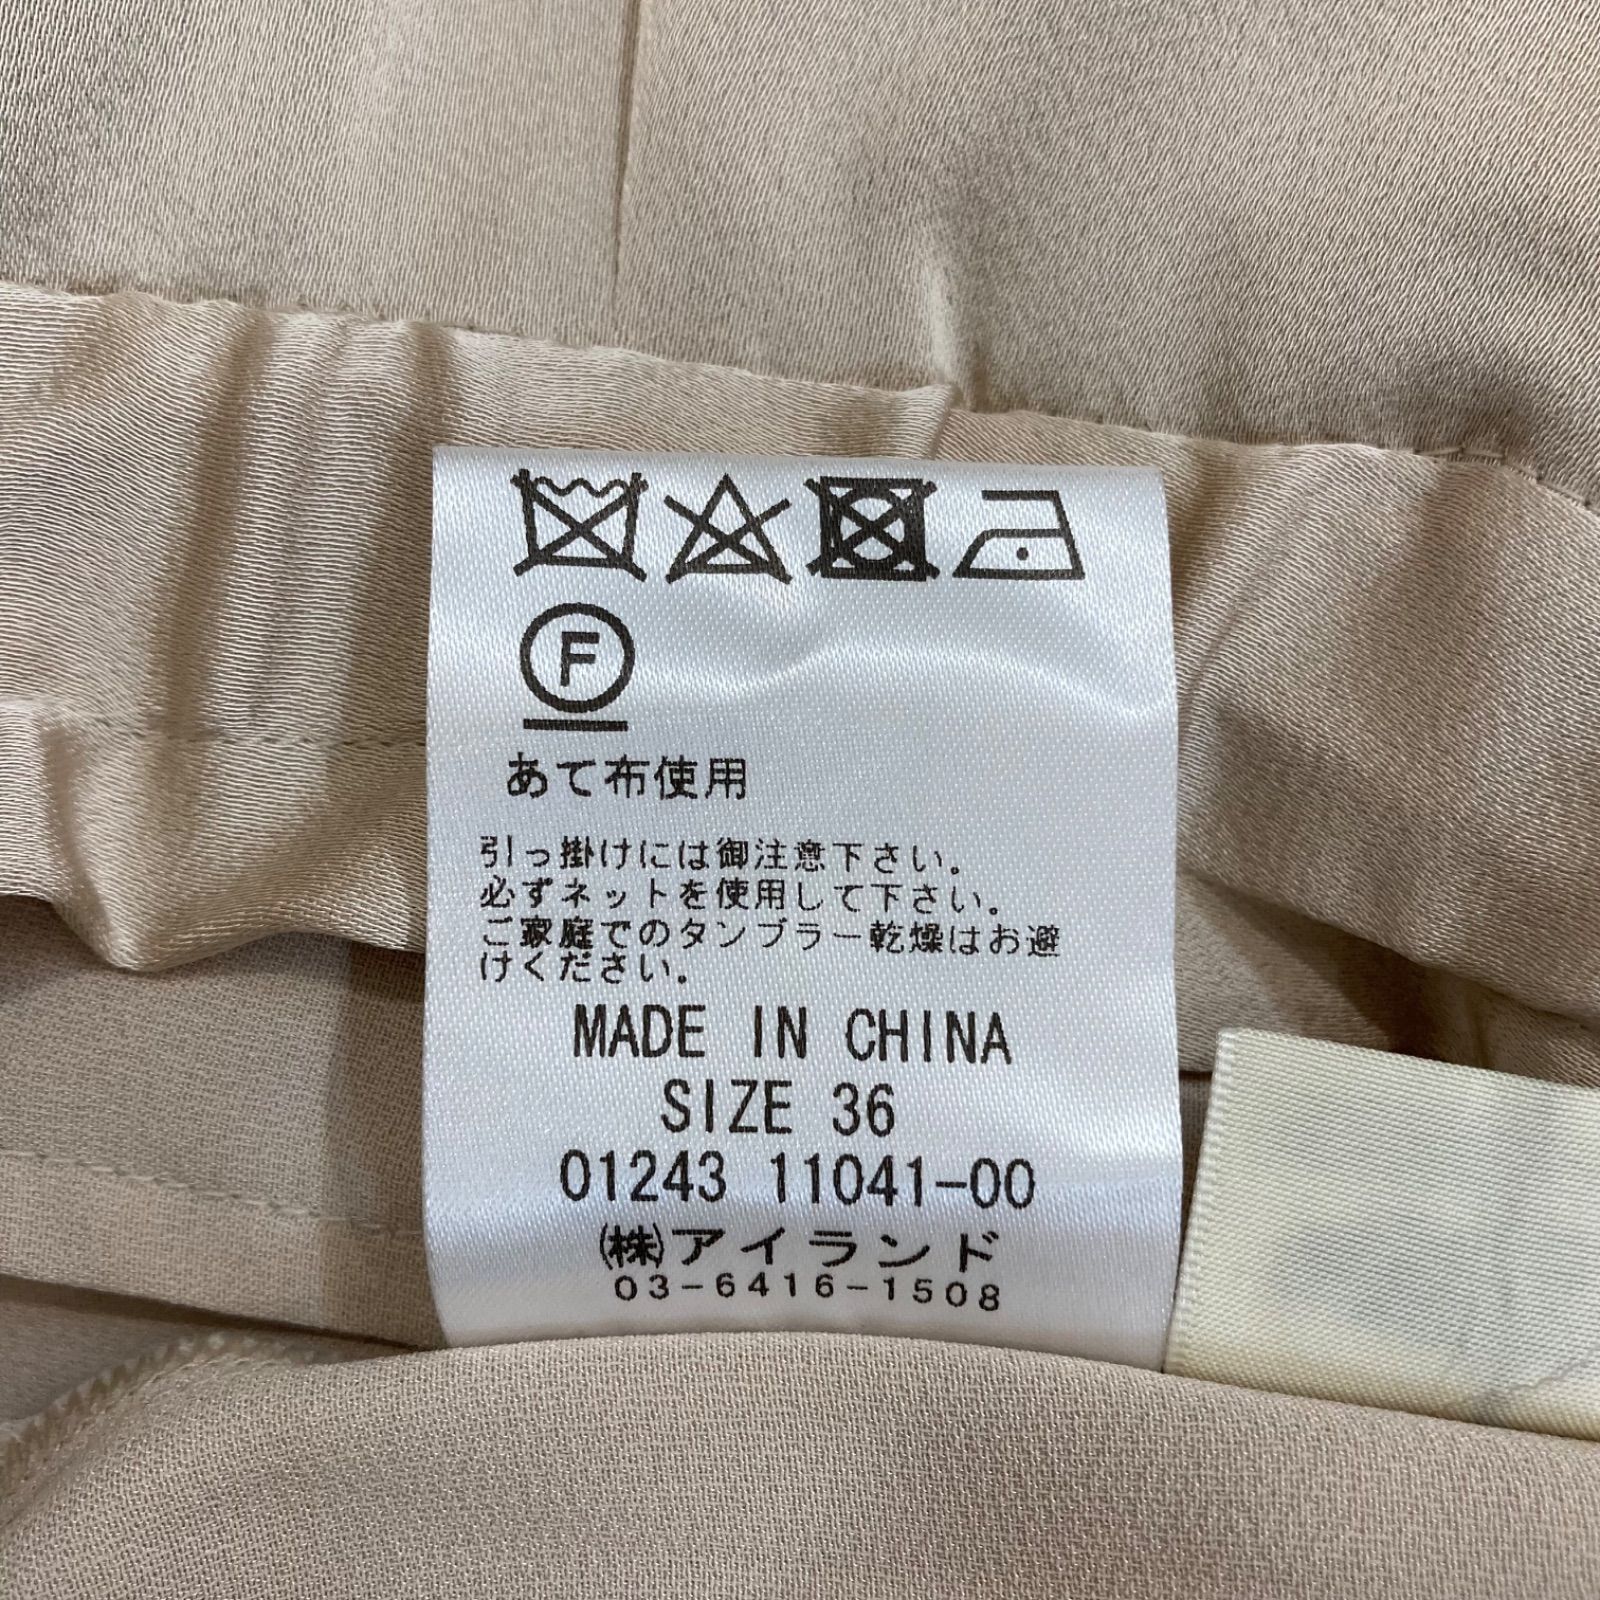 F
あて布使用
引っ掛けには御注意下さい。
必ずネットを使用して下さい。
ご家庭でのタンブラー乾燥はお避
けください。
MADE IN CHINA
SIZE 36
01243 11041-00
㈱アイランド
03-6416-1508